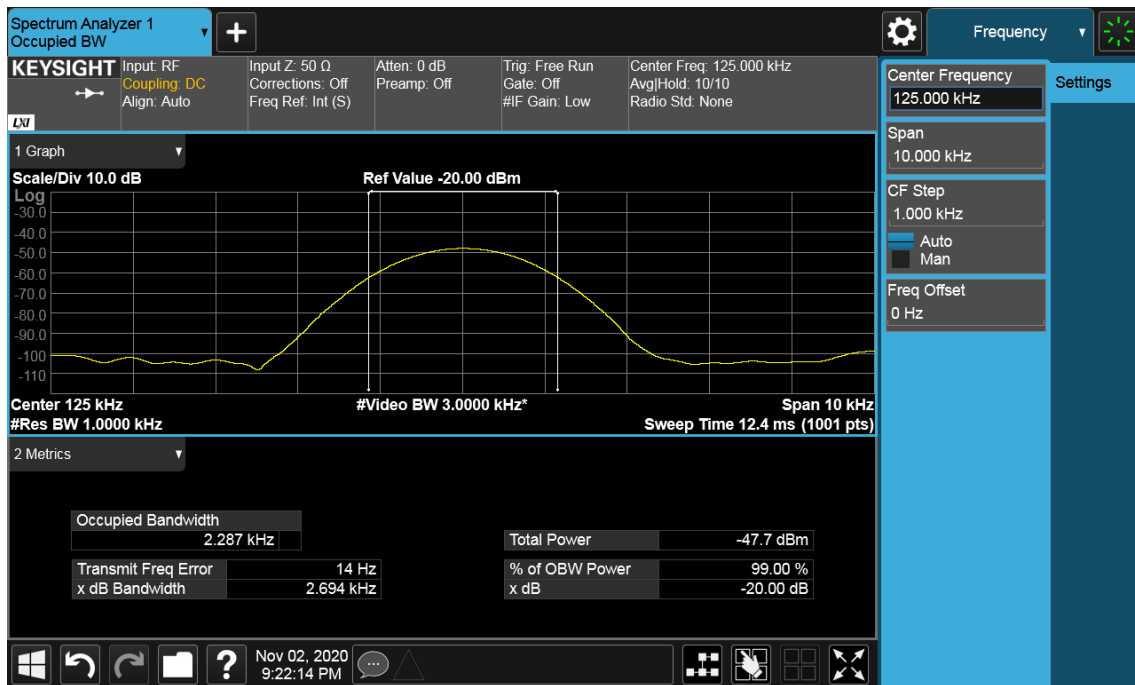 Spectrum Analyzer 1
Occupied BW
Frequency
KEYSIGHT
LXI
Input: RF
Coupling: DC
Align: Auto
Input Z: 50 Ω
Corrections: Off
Freq Ref: Int (S)
Atten: 0 dB
Preamp: Off
Trig: Free Run
Gate: Off
#IF Gain: Low
Center Freq: 125.000 kHz
Avg|Hold: 10/10
Radio Std: None
Center Frequency
125.000 kHz
Settings
Span
10.000 kHz
CF Step
1.000 kHz
Auto
Man
Freq Offset
0 Hz
1 Graph
Scale/Div 10.0 dB
Ref Value -20.00 dBm
Log
-30.0
-40.0
-50.0
-60.0
-70.0
-80.0
-90.0
-100
-110
Center 125 kHz
#Video BW 3.0000 kHz*
Span 10 kHz
#Res BW 1.0000 kHz
Sweep Time 12.4 ms (1001 pts)
2 Metrics
Occupied Bandwidth
2.287 kHz
Total Power -47.7 dBm
Transmit Freq Error 14 Hz
% of OBW Power 99.00 %
x dB Bandwidth 2.694 kHz
x dB -20.00 dB
Nov 02, 2020
9:22:14 PM